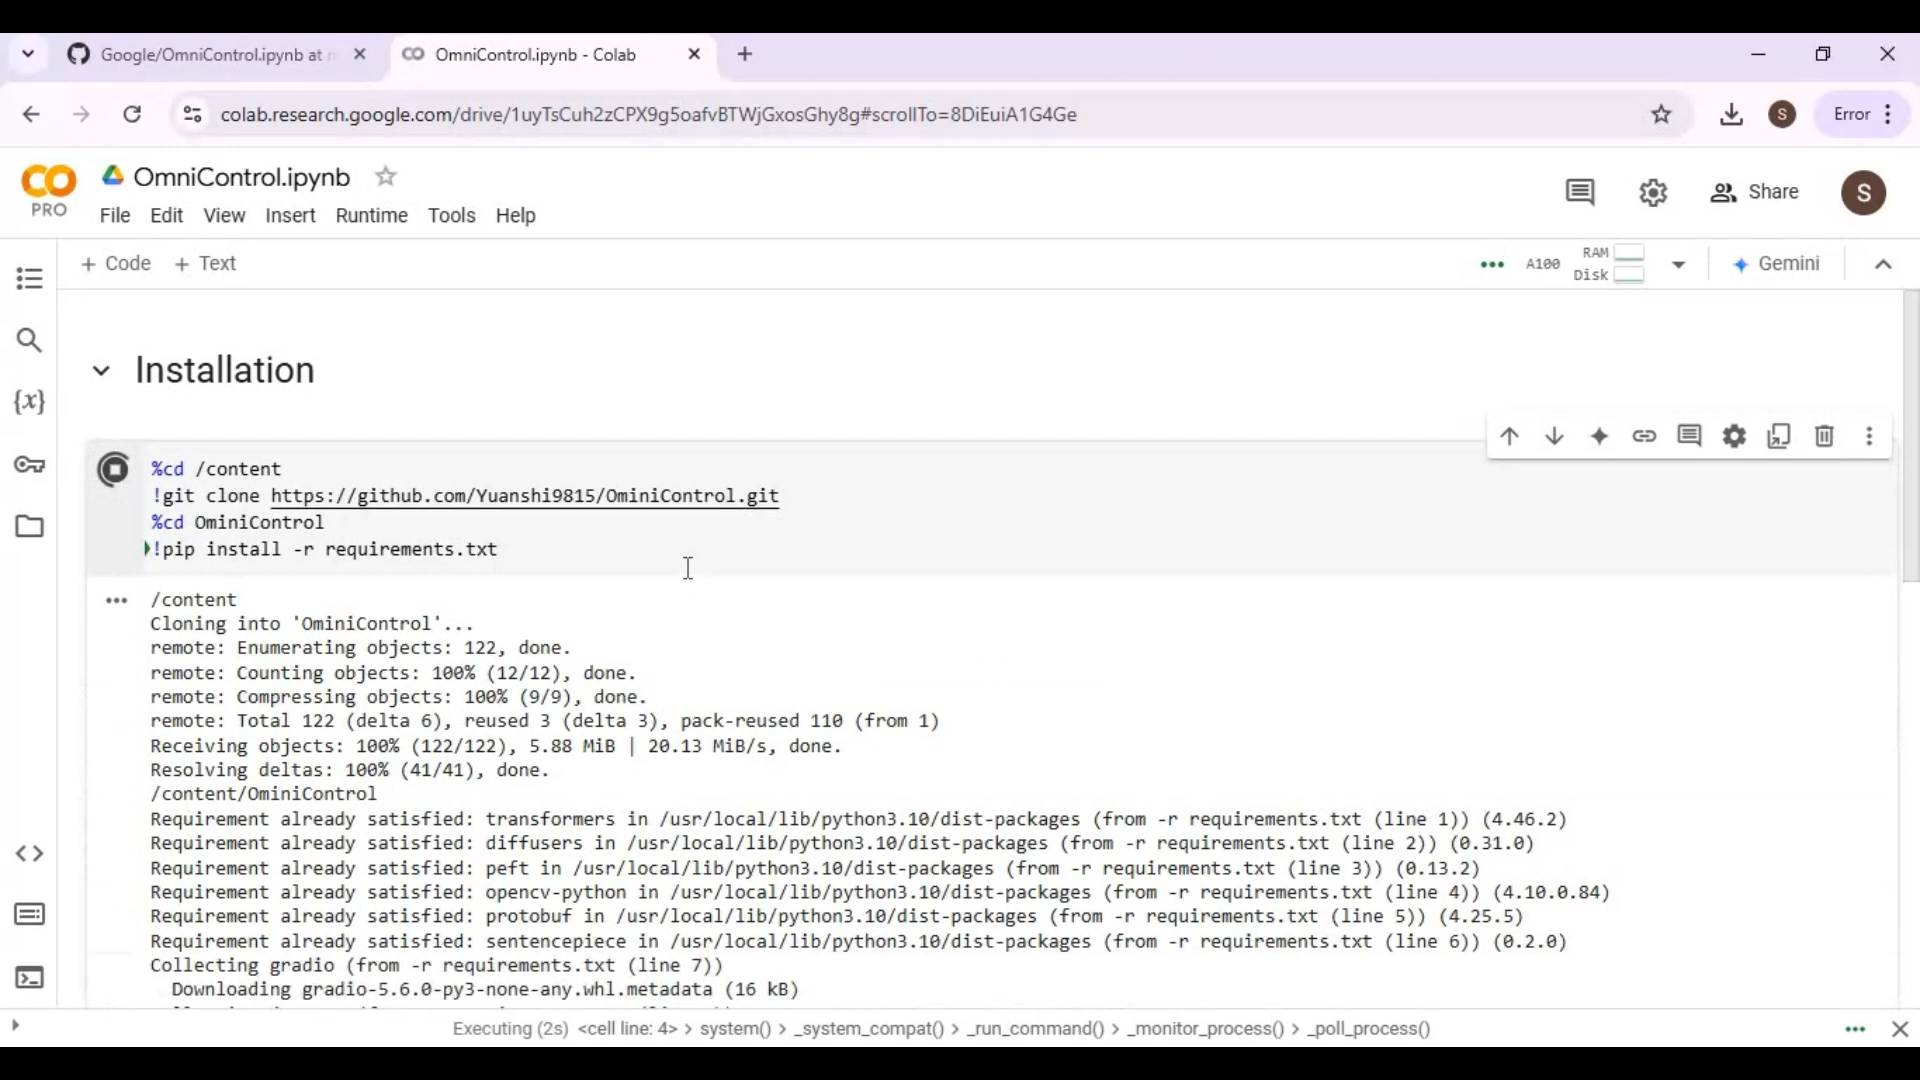 Google/OmniControl.ipynb at
OmniControl.ipynb - Colab
colab.research.google.com/drive/1uyTsCuh2zCPX9g5oafvBTWjGxosGhy8g#scrollTo=8DiEuiA1G4Ge
S
Error
CO
PRO
OmniControl.ipynb
File Edit View Insert Runtime Tools Help
Share
S
+ Code + Text
A100
RAM
Disk
Gemini
Installation
{x}
%cd /content
!git clone https://github.com/Yuanshi9815/OminiControl.git
%cd OminiControl
!pip install -r requirements.txt
/content
Cloning into 'OminiControl'...
remote: Enumerating objects: 122, done.
remote: Counting objects: 100% (12/12), done.
remote: Compressing objects: 100% (9/9), done.
remote: Total 122 (delta 6), reused 3 (delta 3), pack-reused 110 (from 1)
Receiving objects: 100% (122/122), 5.88 MiB | 20.13 MiB/s, done.
Resolving deltas: 100% (41/41), done.
/content/OminiControl
Requirement already satisfied: transformers in /usr/local/lib/python3.10/dist-packages (from -r requirements.txt (line 1)) (4.46.2)
Requirement already satisfied: diffusers in /usr/local/lib/python3.10/dist-packages (from -r requirements.txt (line 2)) (0.31.0)
Requirement already satisfied: peft in /usr/local/lib/python3.10/dist-packages (from -r requirements.txt (line 3)) (0.13.2)
Requirement already satisfied: opencv-python in /usr/local/lib/python3.10/dist-packages (from -r requirements.txt (line 4)) (4.10.0.84)
Requirement already satisfied: protobuf in /usr/local/lib/python3.10/dist-packages (from -r requirements.txt (line 5)) (4.25.5)
Requirement already satisfied: sentencepiece in /usr/local/lib/python3.10/dist-packages (from -r requirements.txt (line 6)) (0.2.0)
Collecting gradio (from -r requirements.txt (line 7))
Downloading gradio-5.6.0-py3-none-any.whl.metadata (16 kB)
Executing (2s) <cell line: 4> > system() > _system_compat() > _run_command() > _monitor_process() > _poll_process()